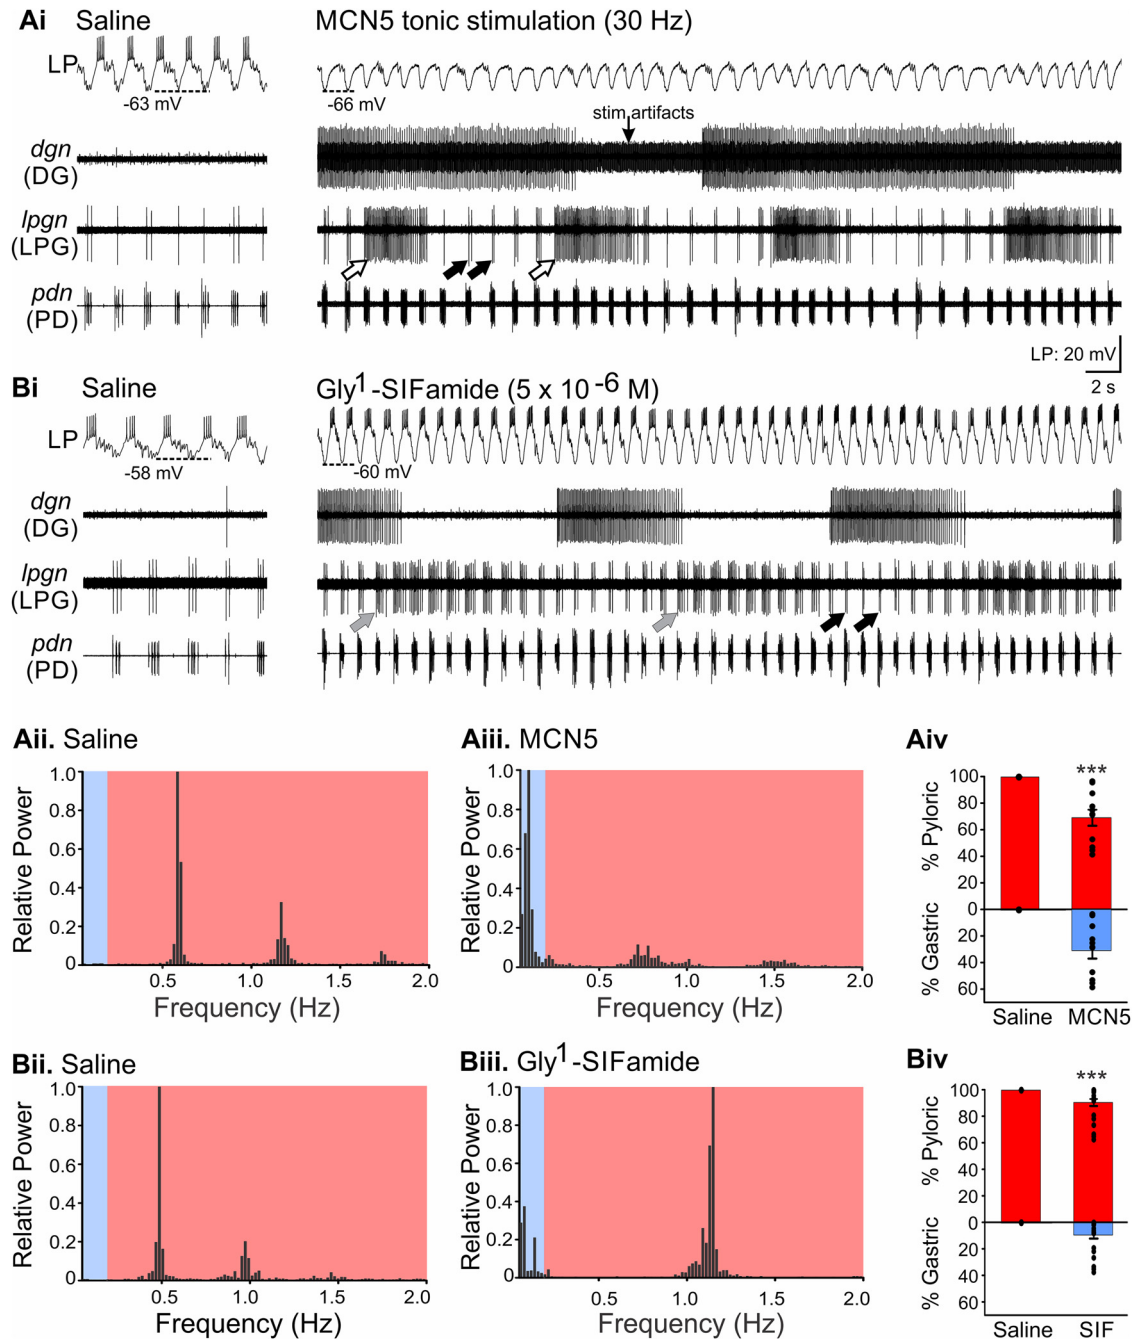 Ai Saline MCN5 tonic stimulation (30 Hz)
LP
-63 mV
-66 mV
stim artifacts
dgn
(DG)
lpgn
(LPG)
pdn
(PD)
LP: 20 mV
2 s
Bi Saline Gly1-SIFamide (5 x 10 -6 M)
LP
-58 mV
-60 mV
dgn
(DG)
lpgn
(LPG)
pdn
(PD)
Aii. Saline
Relative Power
1.0
0.8
0.6
0.4
0.2
0
0.5 1.0 1.5 2.0
Frequency (Hz)
Aiii. MCN5
Relative Power
1.0
0.8
0.6
0.4
0.2
0
0.5 1.0 1.5 2.0
Frequency (Hz)
Aiv
% Pyloric
% Gastric
100
80
60
40
20
0
20
40
60
***
Saline MCN5
Bii. Saline
Relative Power
1.0
0.8
0.6
0.4
0.2
0
0.5 1.0 1.5 2.0
Frequency (Hz)
Biii. Gly1-SIFamide
Relative Power
1.0
0.8
0.6
0.4
0.2
0
0.5 1.0 1.5 2.0
Frequency (Hz)
Biv
% Pyloric
% Gastric
100
80
60
40
20
0
20
40
60
***
Saline SIF